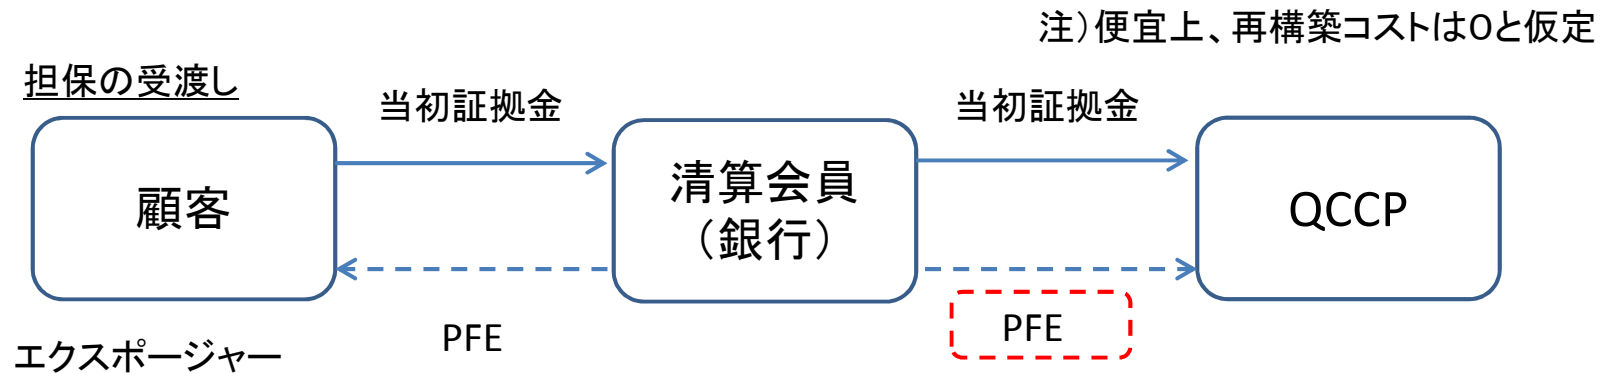 注）便宜上、再構築コストは0と仮定
担保の受渡し
当初証拠金
当初証拠金
顧客
清算会員
（銀行）
QCCP
PFE
PFE
エクスポージャー